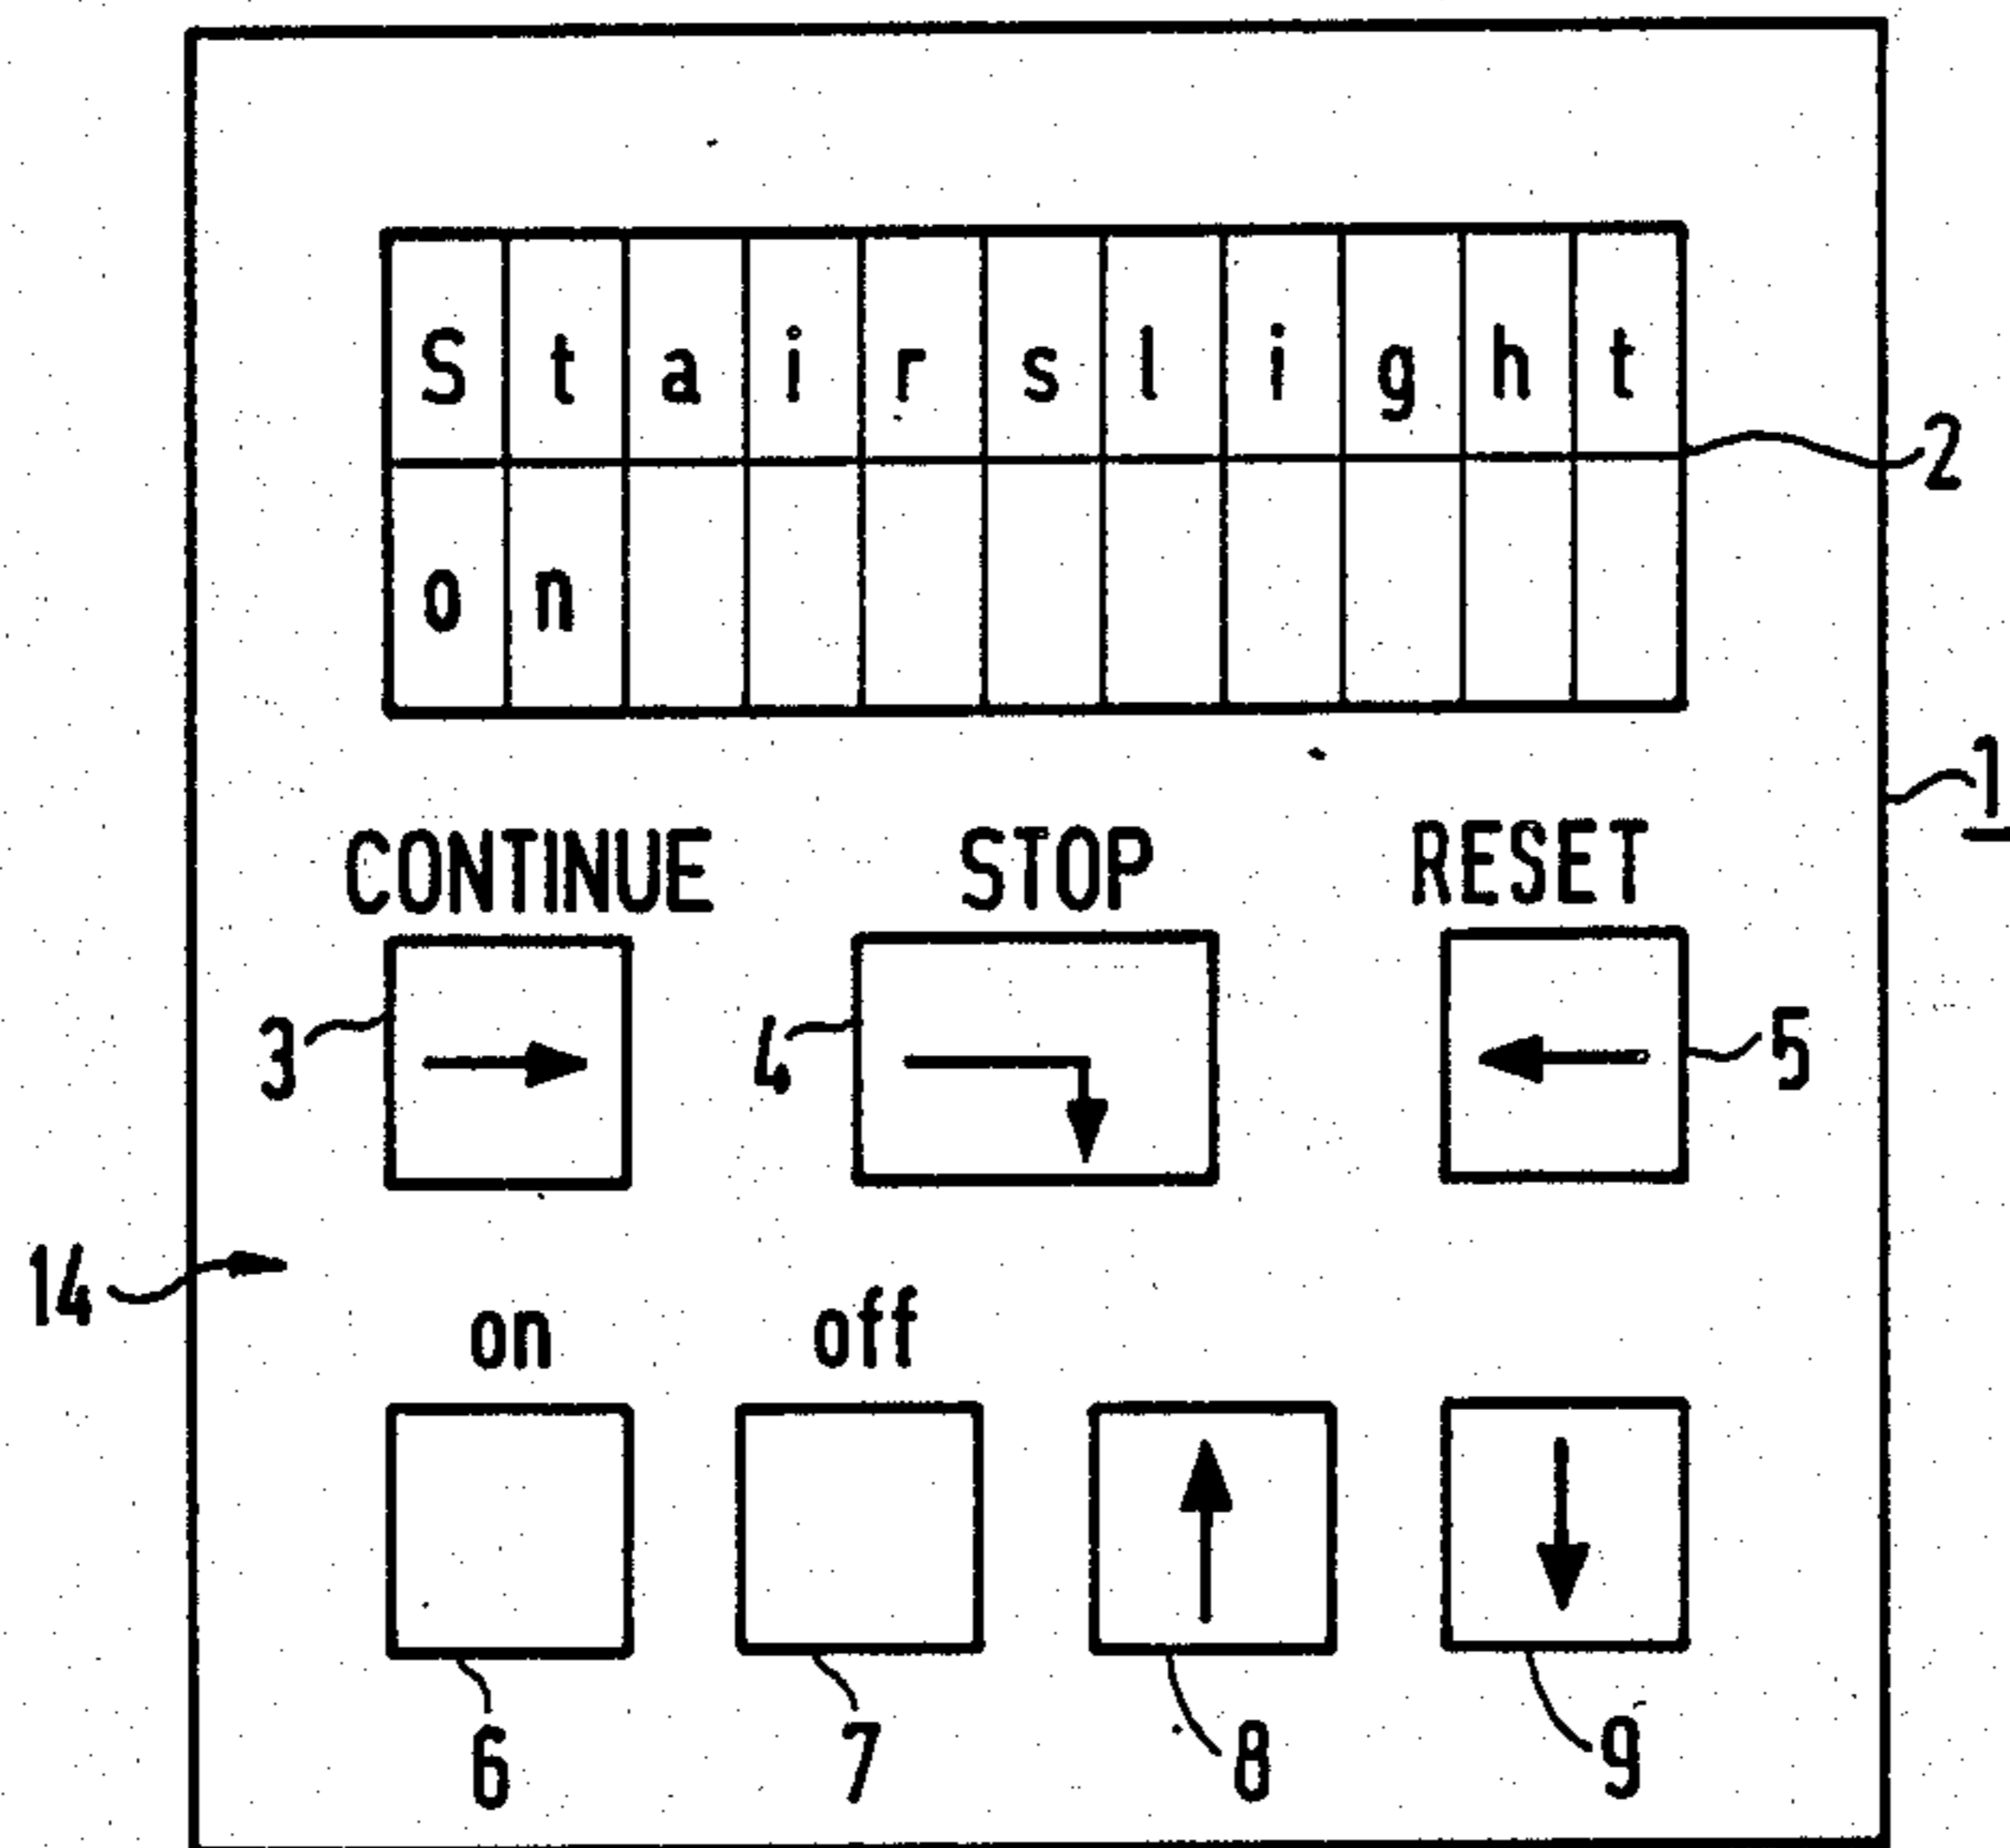 Stairslight
on
2
1
CONTINUE STOP RESET
3 4 5
14
on off
6 7 8 9